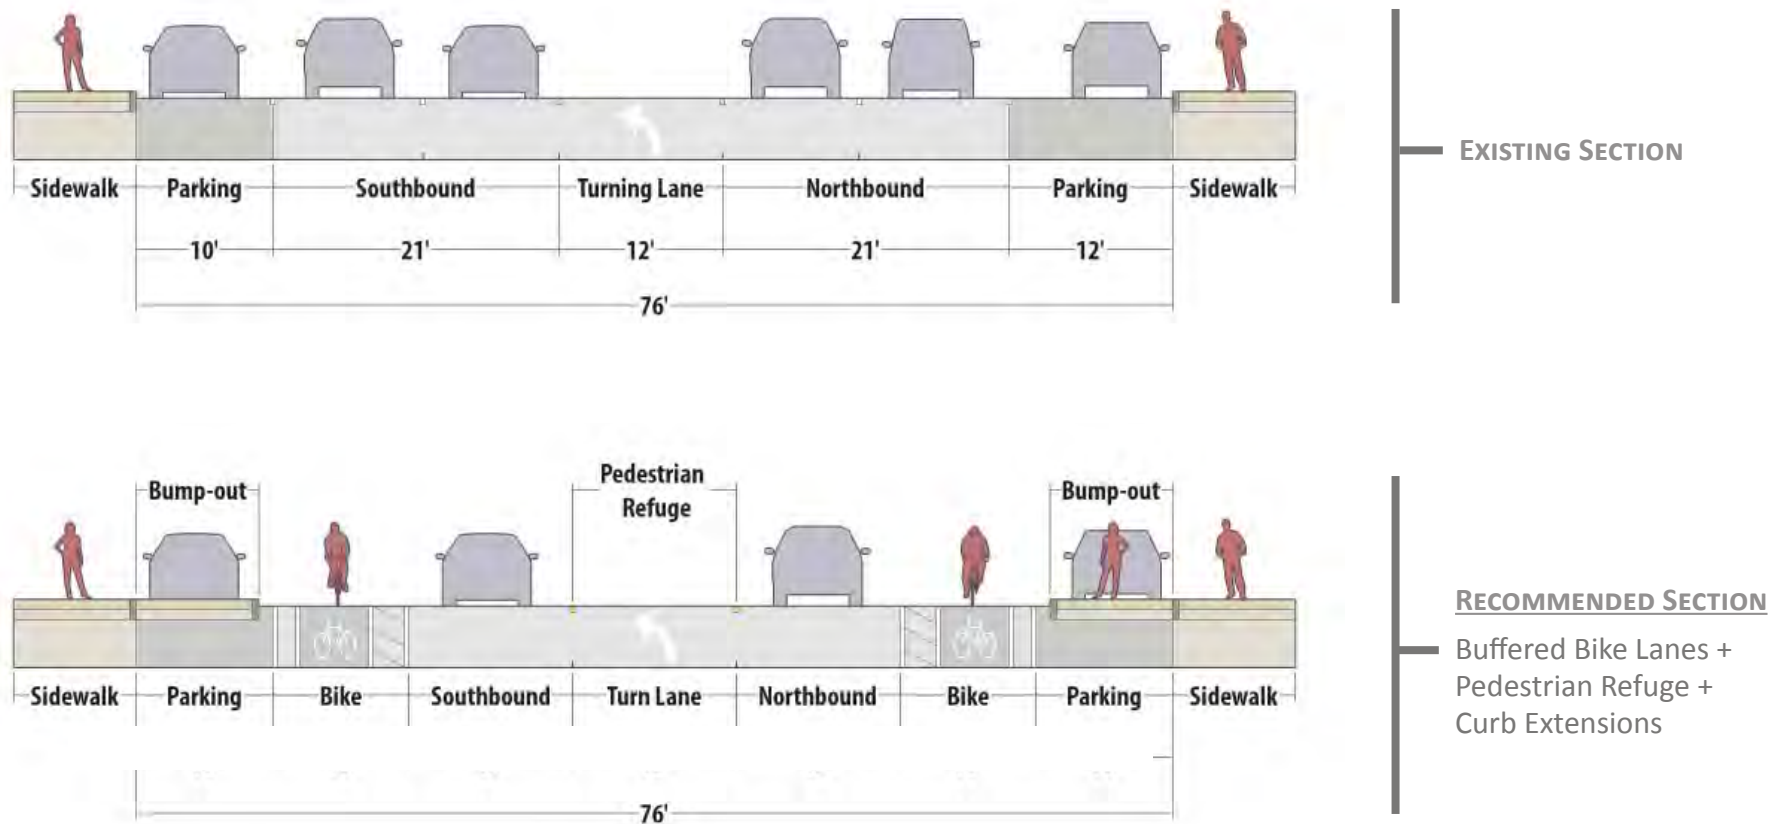 EXISTING SECTION
Sidewalk Parking Southbound Turning Lane Northbound Parking Sidewalk
10' 21' 12' 21' 12'
76'
Bump-out Pedestrian Refuge Bump-out
RECOMMENDED SECTION
Buffered Bike Lanes +
Pedestrian Refuge +
Curb Extensions
Sidewalk Parking Bike Southbound Turn Lane Northbound Bike Parking Sidewalk
76'